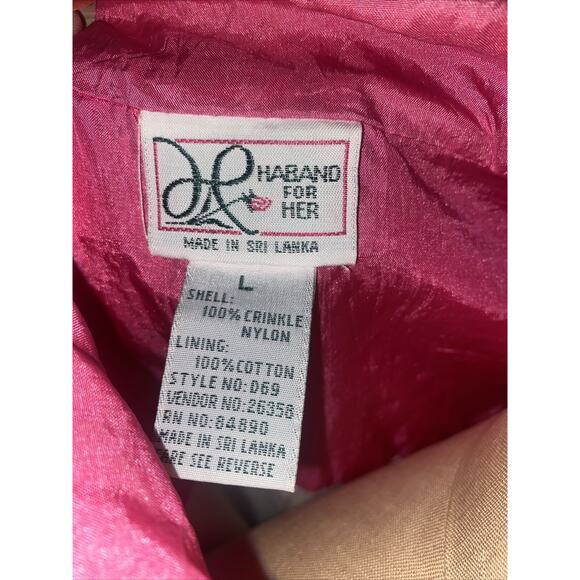 HABAND
FOR
HER
MADE IN SRI LANKA
L
SHELL:
100% CRINKLE
NYLON
LINING:
100% COTTON
STYLE NO: D69
VENDOR NO: 26358
RN NO: 84890
MADE IN SRI LANKA
CARE SEE REVERSE